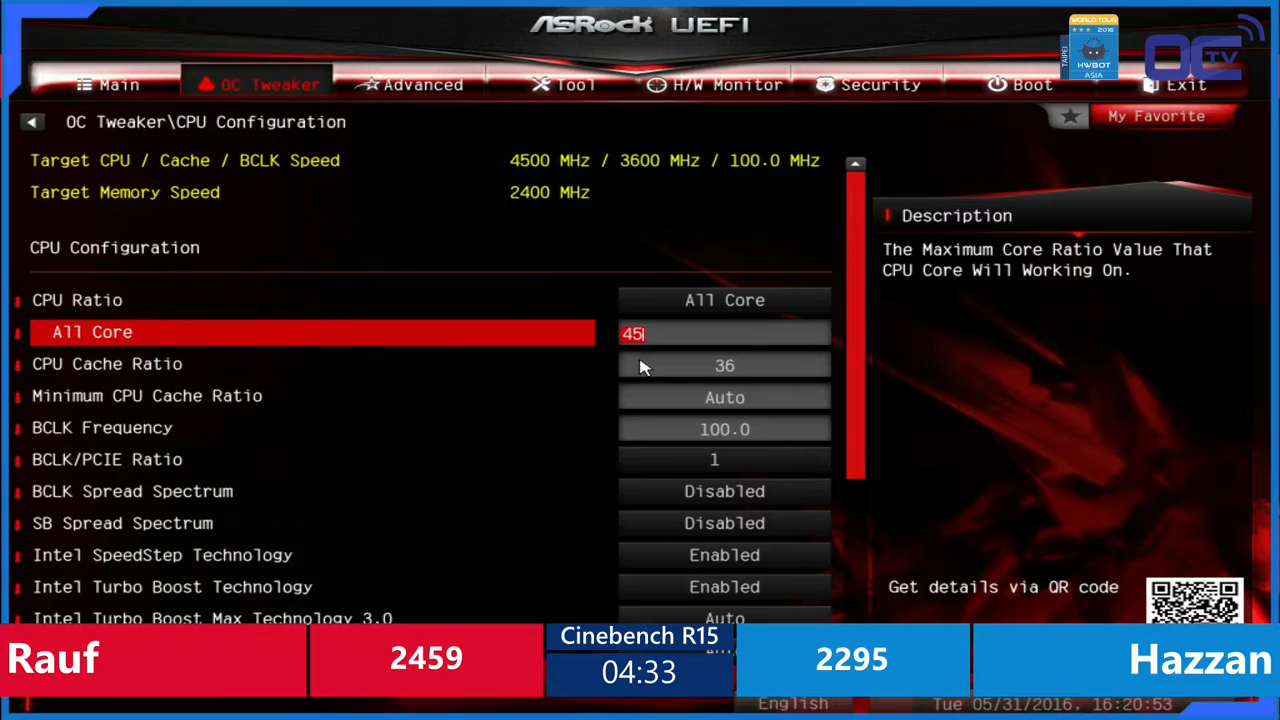 ASRock UEFI
WORLD TOUR
2016
TAIPEI
HWBOT
ASIA
OCTV
Main
OC Tweaker
Advanced
Tool
H/W Monitor
Security
Boot
Exit
OC Tweaker\CPU Configuration
My Favorite
Target CPU / Cache / BCLK Speed 4500 MHz / 3600 MHz / 100.0 MHz
Target Memory Speed 2400 MHz
Description
The Maximum Core Ratio Value That
CPU Core Will Working On.
CPU Configuration
CPU Ratio All Core
All Core 45
CPU Cache Ratio 36
Minimum CPU Cache Ratio Auto
BCLK Frequency 100.0
BCLK/PCIE Ratio 1
BCLK Spread Spectrum Disabled
SB Spread Spectrum Disabled
Intel SpeedStep Technology Enabled
Intel Turbo Boost Technology Enabled
Get details via QR code
Intel Turbo Boost Max Technology 3.0 Auto
Rauf
2459
Cinebench R15
04:33
2295
Hazzan
English
Tue 05/31/2016. 16:20:53